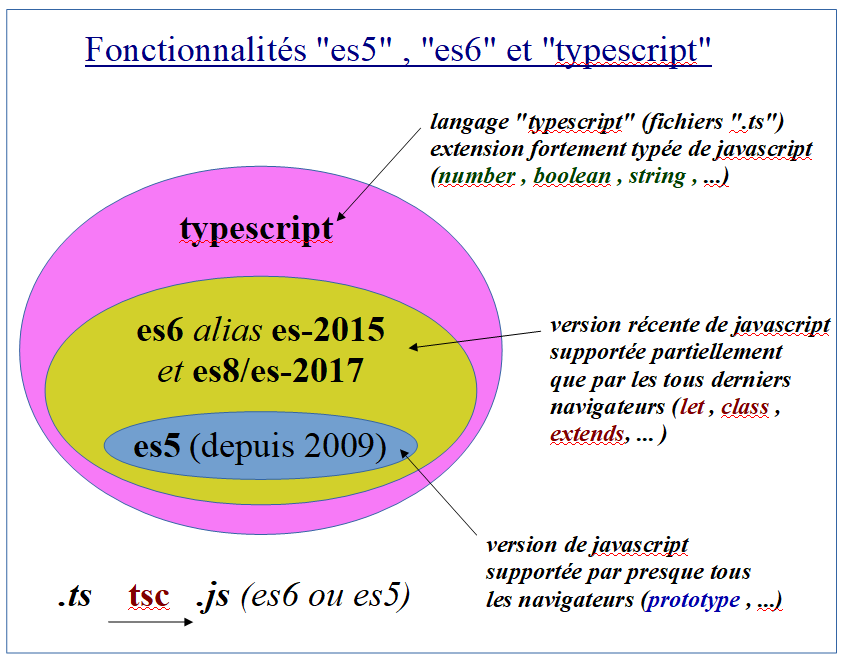 Fonctionnalités "es5" , "es6" et "typescript"
langage "typescript" (fichiers ".ts")
extension fortement typée de javascript
(number , boolean , string , ...)
typescript
es6 alias es-2015
et es8/es-2017
version récente de javascript
supportée partiellement
que par les tous derniers
navigateurs (let , class ,
extends, ... )
es5 (depuis 2009)
version de javascript
supportée par presque tous
les navigateurs (prototype , ...)
.ts tsc .js (es6 ou es5)